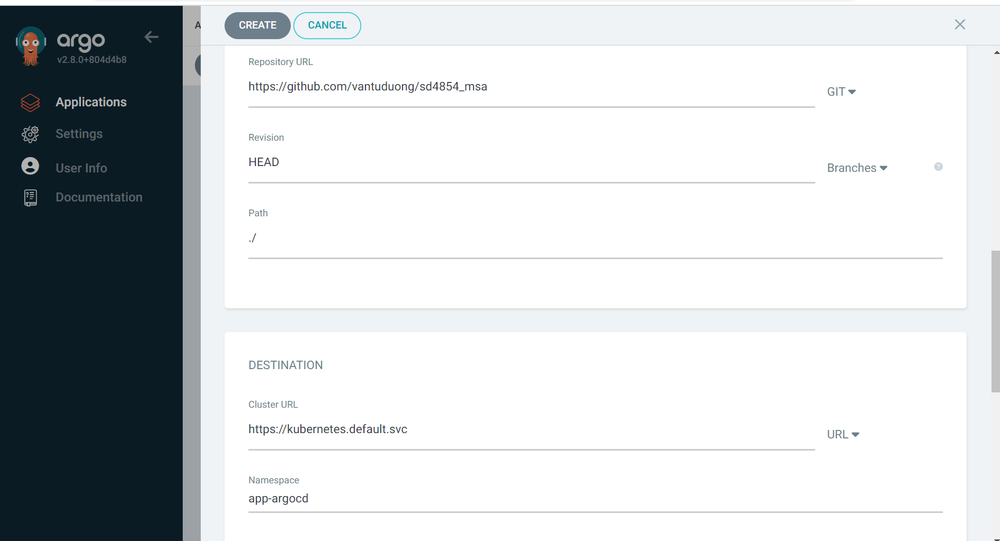 argo
v2.8.0+804d4b8
Applications
Settings
User Info
Documentation
A
CREATE
CANCEL
Repository URL
https://github.com/vantuduong/sd4854_msa
GIT
Revision
HEAD
Branches
?
Path
./
DESTINATION
Cluster URL
https://kubernetes.default.svc
URL
Namespace
app-argocd